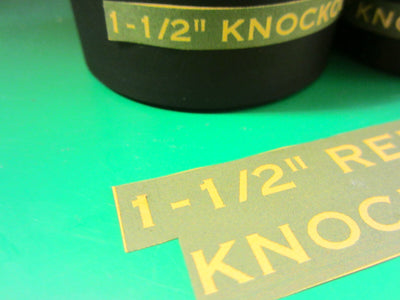 1-1/2" KNOCKO
KNO
1-1/2" RE
KNOC